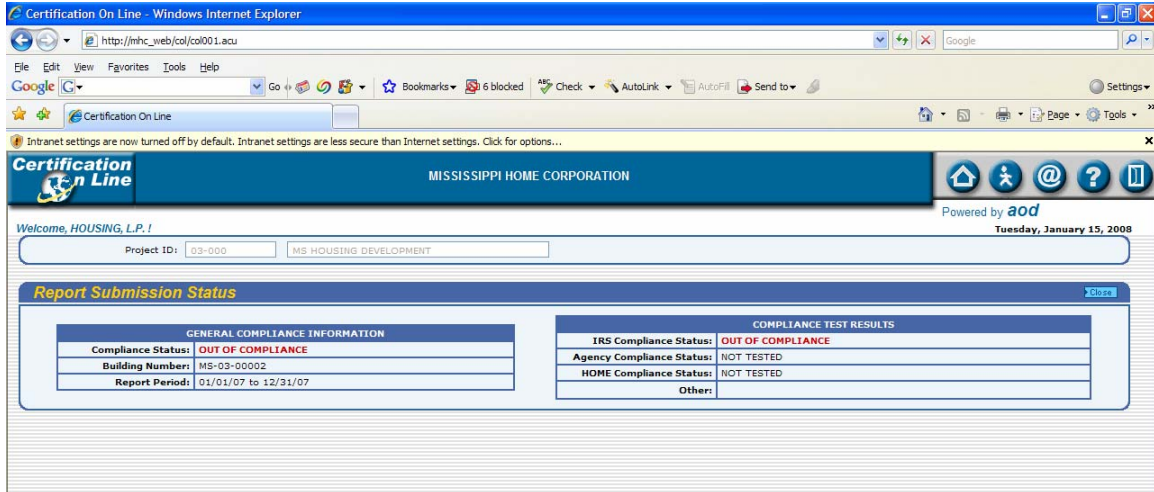 Certification On Line - Windows Internet Explorer
http://mhc_web/col/col001.acu
Google
File Edit View Favorites Tools Help
Google G Go 6 blocked Bookmarks Check AutoLink AutoFill Send to Settings
Certification On Line
Page Tools »
Intranet settings are now turned off by default. Intranet settings are less secure than Internet settings. Click for options...
Certification
On Line
MISSISSIPPI HOME CORPORATION
Powered by aod
Welcome, HOUSING, L.P. !
Tuesday, January 15, 2008
Project ID: 03-000 MS HOUSING DEVELOPMENT
Report Submission Status
Close
GENERAL COMPLIANCE INFORMATION
Compliance Status: OUT OF COMPLIANCE
Building Number: MS-03-00002
Report Period: 01/01/07 to 12/31/07
COMPLIANCE TEST RESULTS
IRS Compliance Status: OUT OF COMPLIANCE
Agency Compliance Status: NOT TESTED
HOME Compliance Status: NOT TESTED
Other: